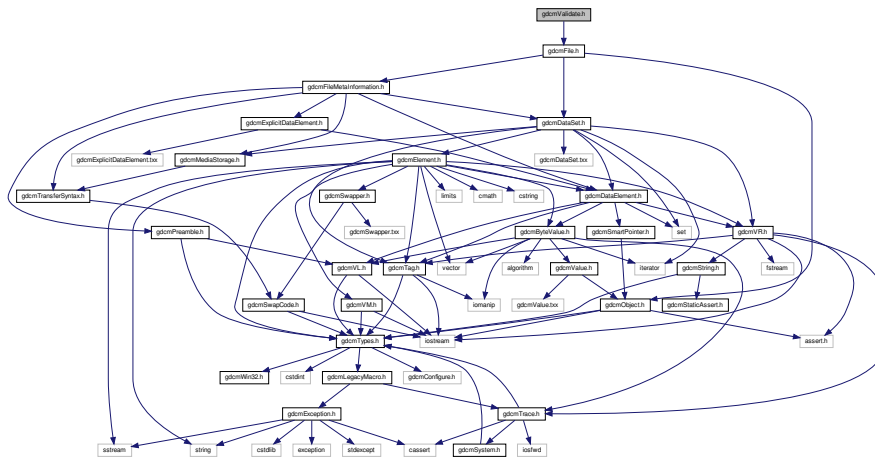 gdcmValidate.h
gdcmFile.h
gdcmFileMetaInformation.h
gdcmExplicitDataElement.h
gdcmDataSet.h
gdcmExplicitDataElement.txx
gdcmMediaStorage.h
gdcmElement.h
gdcmDataSet.txx
gdcmTransferSyntax.h
gdcmSwapper.h
limits
cmath
cstring
gdcmDataElement.h
gdcmPreamble.h
gdcmSwapper.txx
gdcmByteValue.h
gdcmSmartPointer.h
set
gdcmVR.h
gdcmVL.h
gdcmTag.h
vector
algorithm
gdcmValue.h
iterator
gdcmString.h
fstream
gdcmSwapCode.h
gdcmVM.h
iomanip
gdcmValue.txx
gdcmObject.h
gdcmStaticAssert.h
gdcmTypes.h
iostream
assert.h
gdcmWin32.h
cstdint
gdcmLegacyMacro.h
gdcmConfigure.h
gdcmException.h
gdcmTrace.h
sstream
string
cstdlib
exception
stdexcept
cassert
gdcmSystem.h
iosfwd